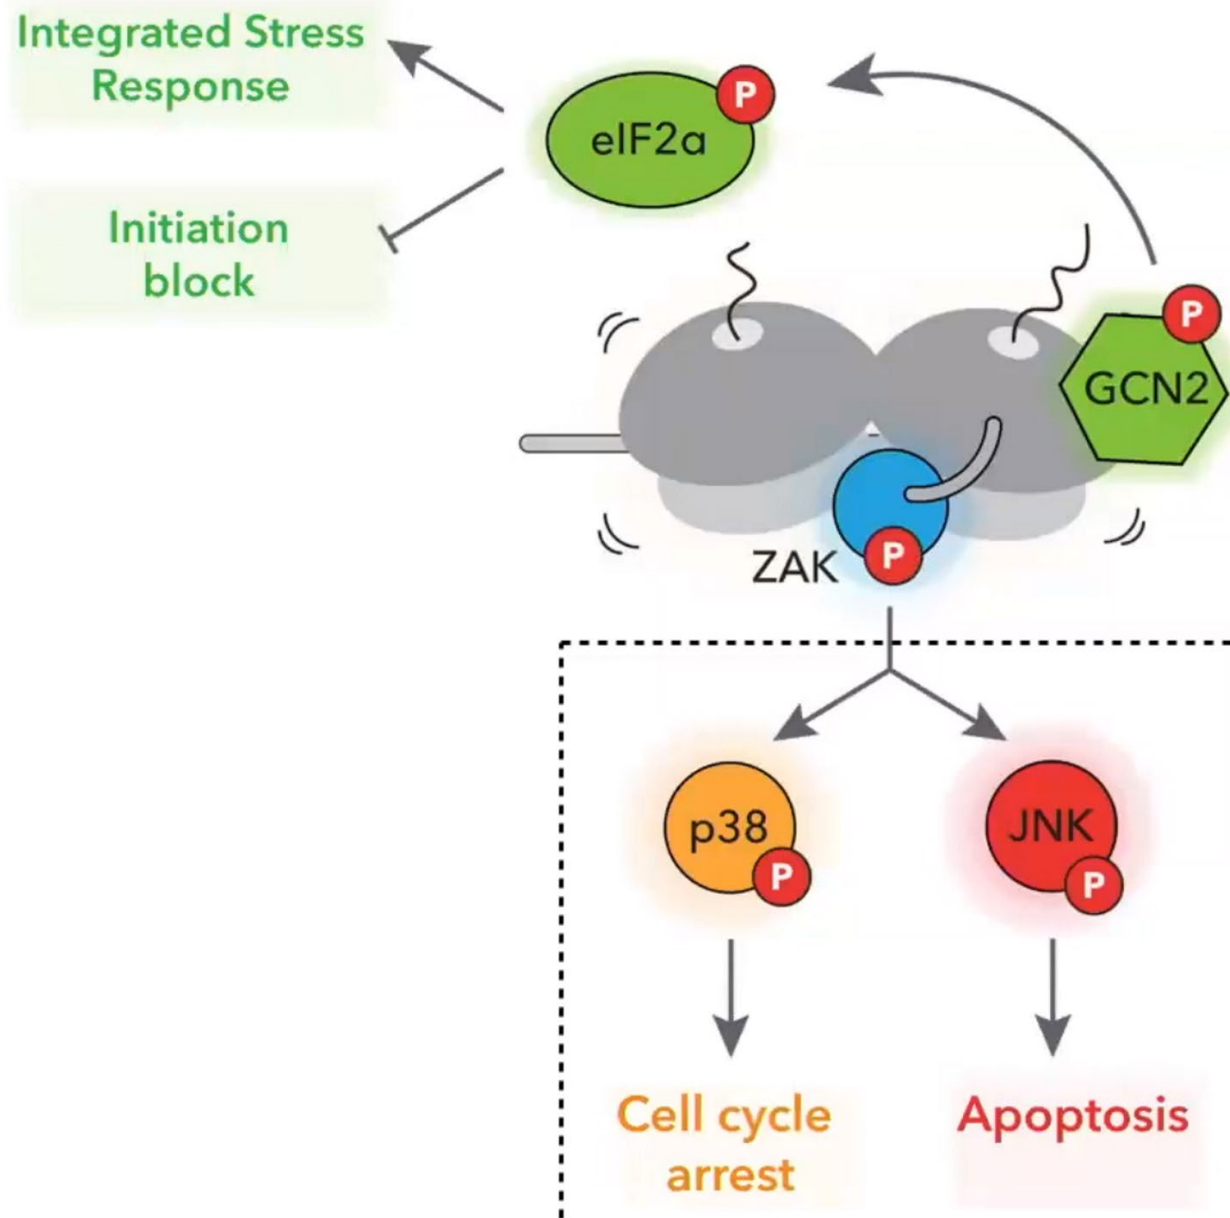 Integrated Stress
Response
P
eIF2a
Initiation
block
P
GCN2
ZAK
P
p38
P
JNK
P
Cell cycle
arrest
Apoptosis